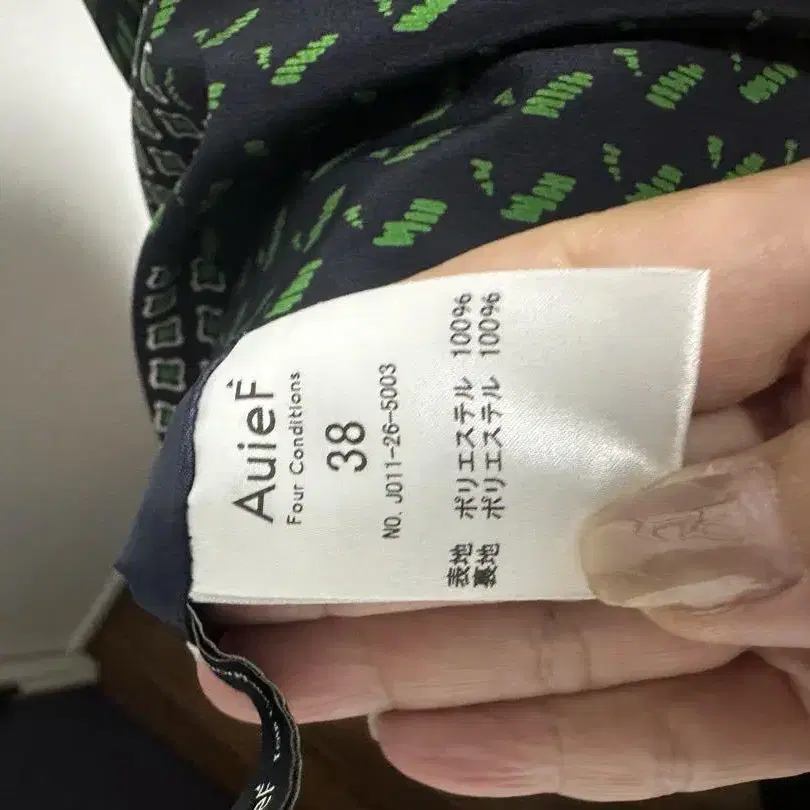 AuieF
Four Conditions
38
NO. J011-26-5003
表地 ポリエステル 100%
裏地 ポリエステル 100%